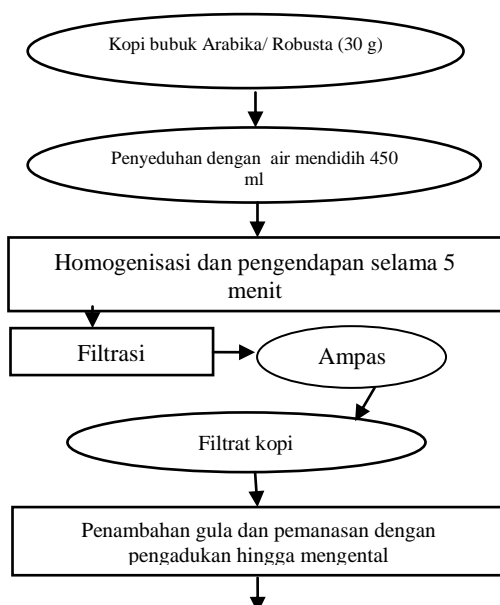 Kopi bubuk Arabika/ Robusta (30 g)
Penyeduhan dengan air mendidih 450
ml
Homogenisasi dan pengendapan selama 5
menit
Filtrasi
Ampas
Filtrat kopi
Penambahan gula dan pemanasan dengan
pengadukan hingga mengental